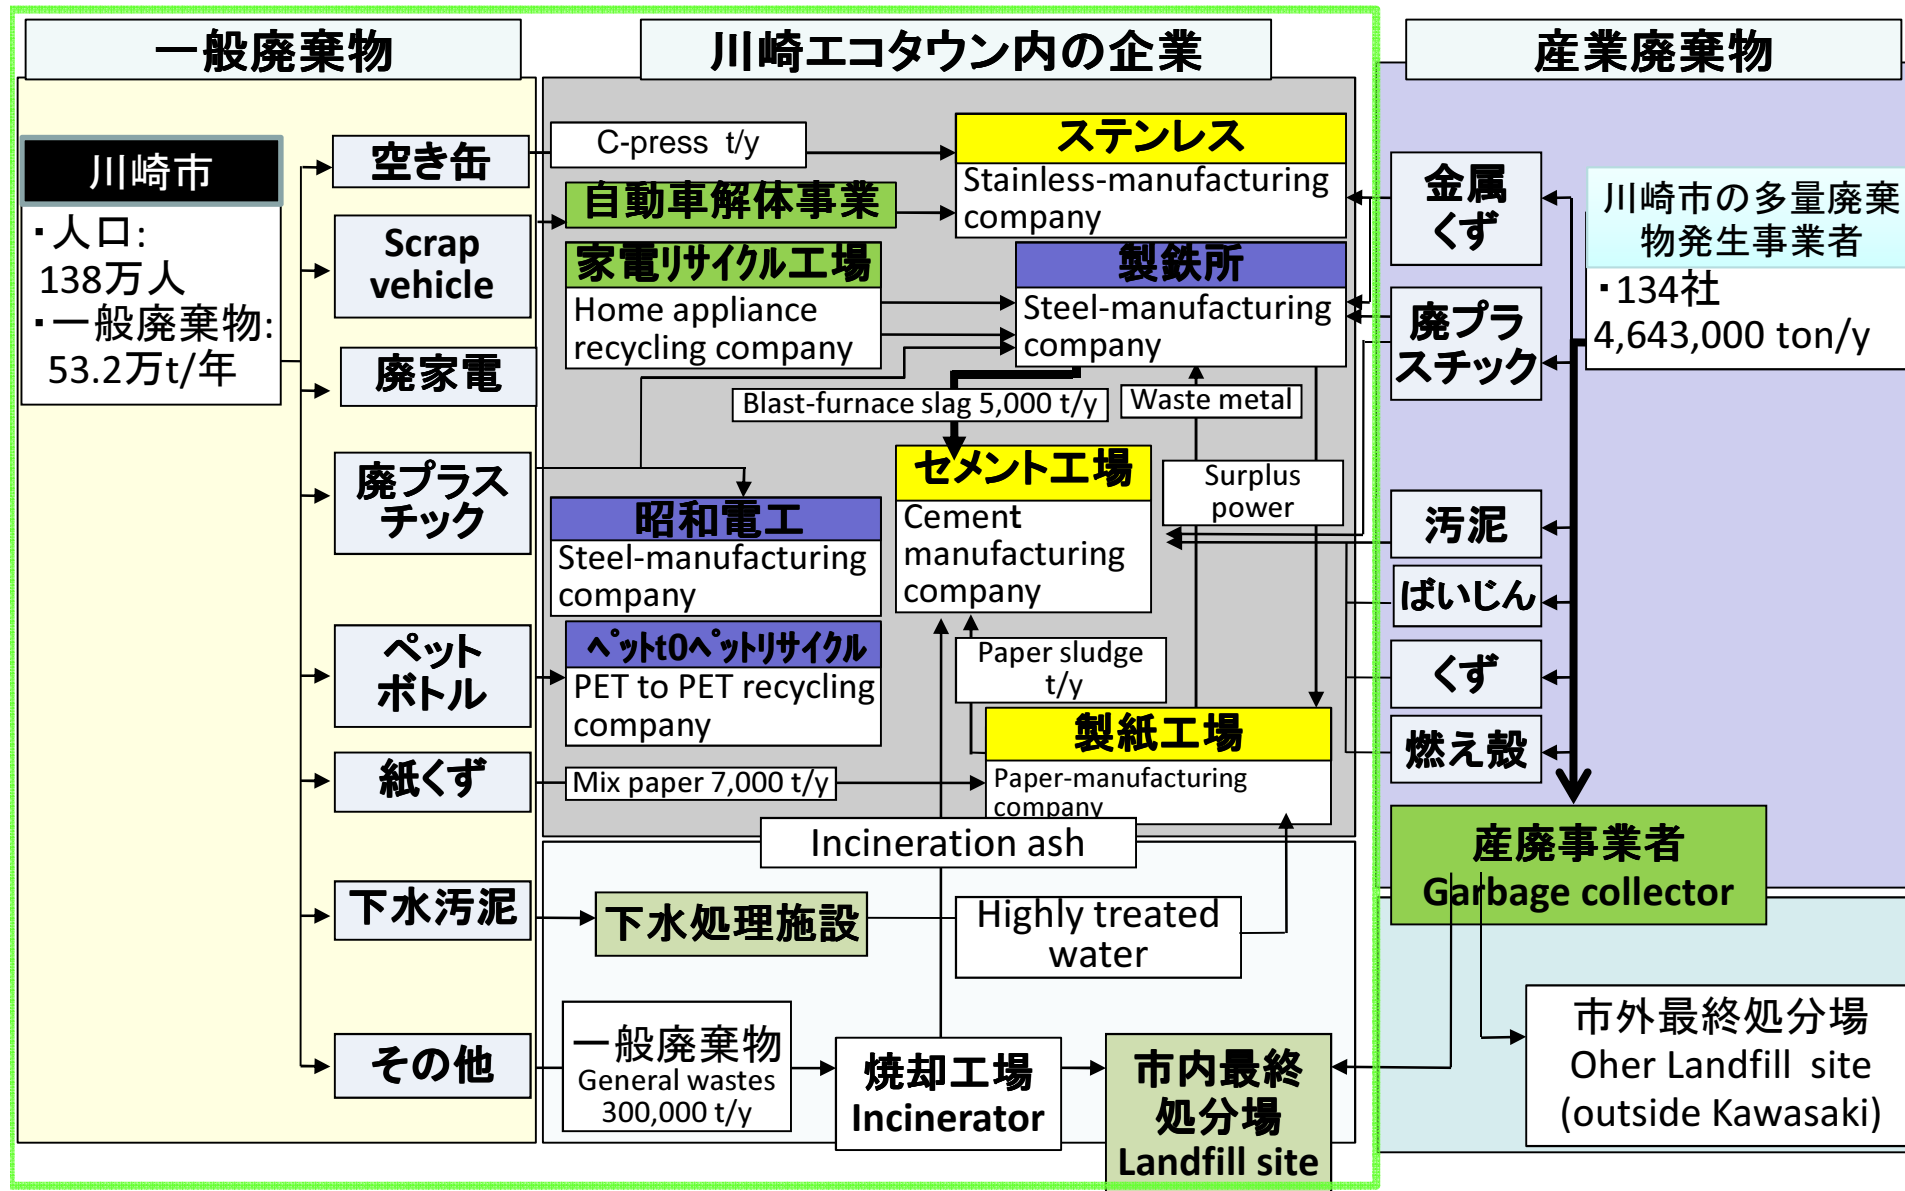 一般廃棄物
川崎エコタウン内の企業
産業廃棄物
川崎市
・人口:
138万人
・一般廃棄物:
53.2万t/年
空き缶
Scrap
vehicle
廃家電
廃プラス
チック
ペット
ボトル
紙くず
下水汚泥
その他
C-press t/y
自動車解体事業
家電リサイクル工場
Home appliance
recycling company
ステンレス
Stainless-manufacturing
company
製鉄所
Steel-manufacturing
company
Blast-furnace slag 5,000 t/y
Waste metal
セメント工場
Cement
manufacturing
company
Surplus
power
昭和電工
Steel-manufacturing
company
ペットt0ペットリサイクル
PET to PET recycling
company
Paper sludge
t/y
製紙工場
Paper-manufacturing
company
Mix paper 7,000 t/y
Incineration ash
下水処理施設
Highly treated
water
一般廃棄物
General wastes
300,000 t/y
焼却工場
Incinerator
市内最終
処分場
Landfill site
金属
くず
廃プラ
スチック
汚泥
ばいじん
くず
燃え殻
川崎市の多量廃棄
物発生事業者
・134社
4,643,000 ton/y
産廃事業者
Garbage collector
市外最終処分場
Oher Landfill site
(outside Kawasaki)